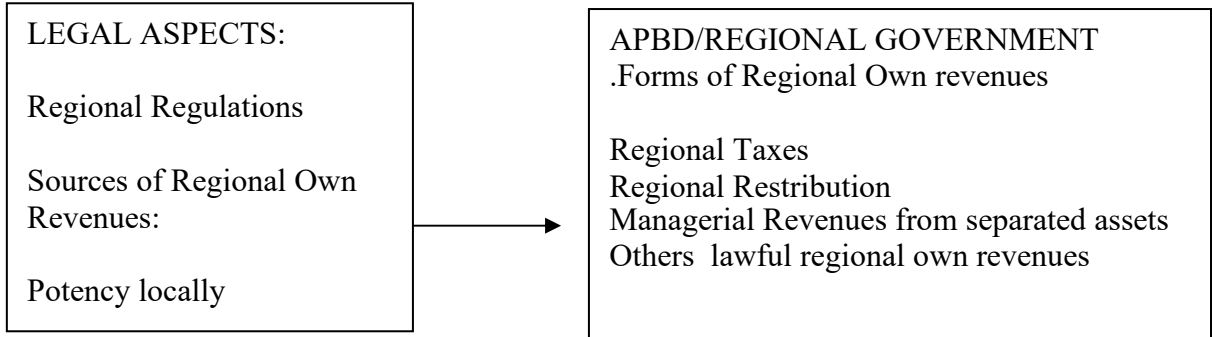 LEGAL ASPECTS:
Regional Regulations
Sources of Regional Own
Revenues:
Potency locally
APBD/REGIONAL GOVERNMENT
.Forms of Regional Own revenues
Regional Taxes
Regional Restribution
Managerial Revenues from separated assets
Others lawful regional own revenues